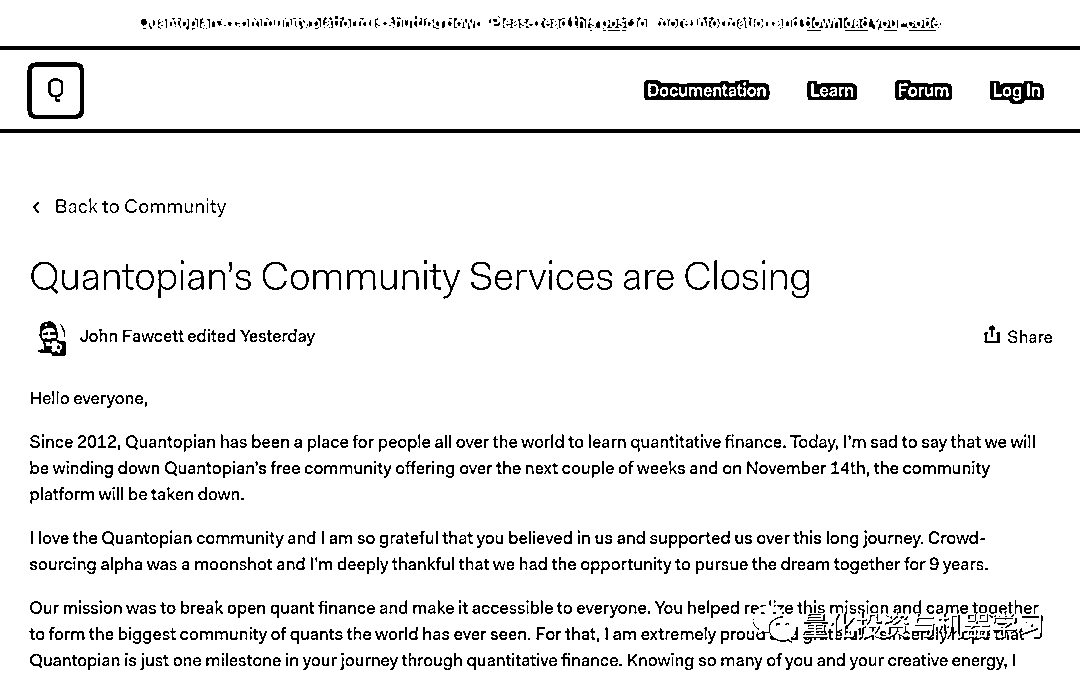 Quantopian's community platform is shutting down. Please read this post for more information and download your code.
Q
Documentation
Learn
Forum
Log In
Back to Community
Quantopian's Community Services are Closing
John Fawcett edited Yesterday
Share
Hello everyone,
Since 2012, Quantopian has been a place for people all over the world to learn quantitative finance. Today, I'm sad to say that we will
be winding down Quantopian's free community offering over the next couple of weeks and on November 14th, the community
platform will be taken down.
I love the Quantopian community and I am so grateful that you believed in us and supported us over this long journey. Crowd-
sourcing alpha was a moonshot and I'm deeply thankful that we had the opportunity to pursue the dream together for 9 years.
Our mission was to break open quant finance and make it accessible to everyone. You helped realize this mission and came together
to form the biggest community of quants the world has ever seen. For that, I am extremely proud
Quantopian is just one milestone in your journey through quantitative finance. Knowing so many of you and your creative energy, I
量化投资与机器学习